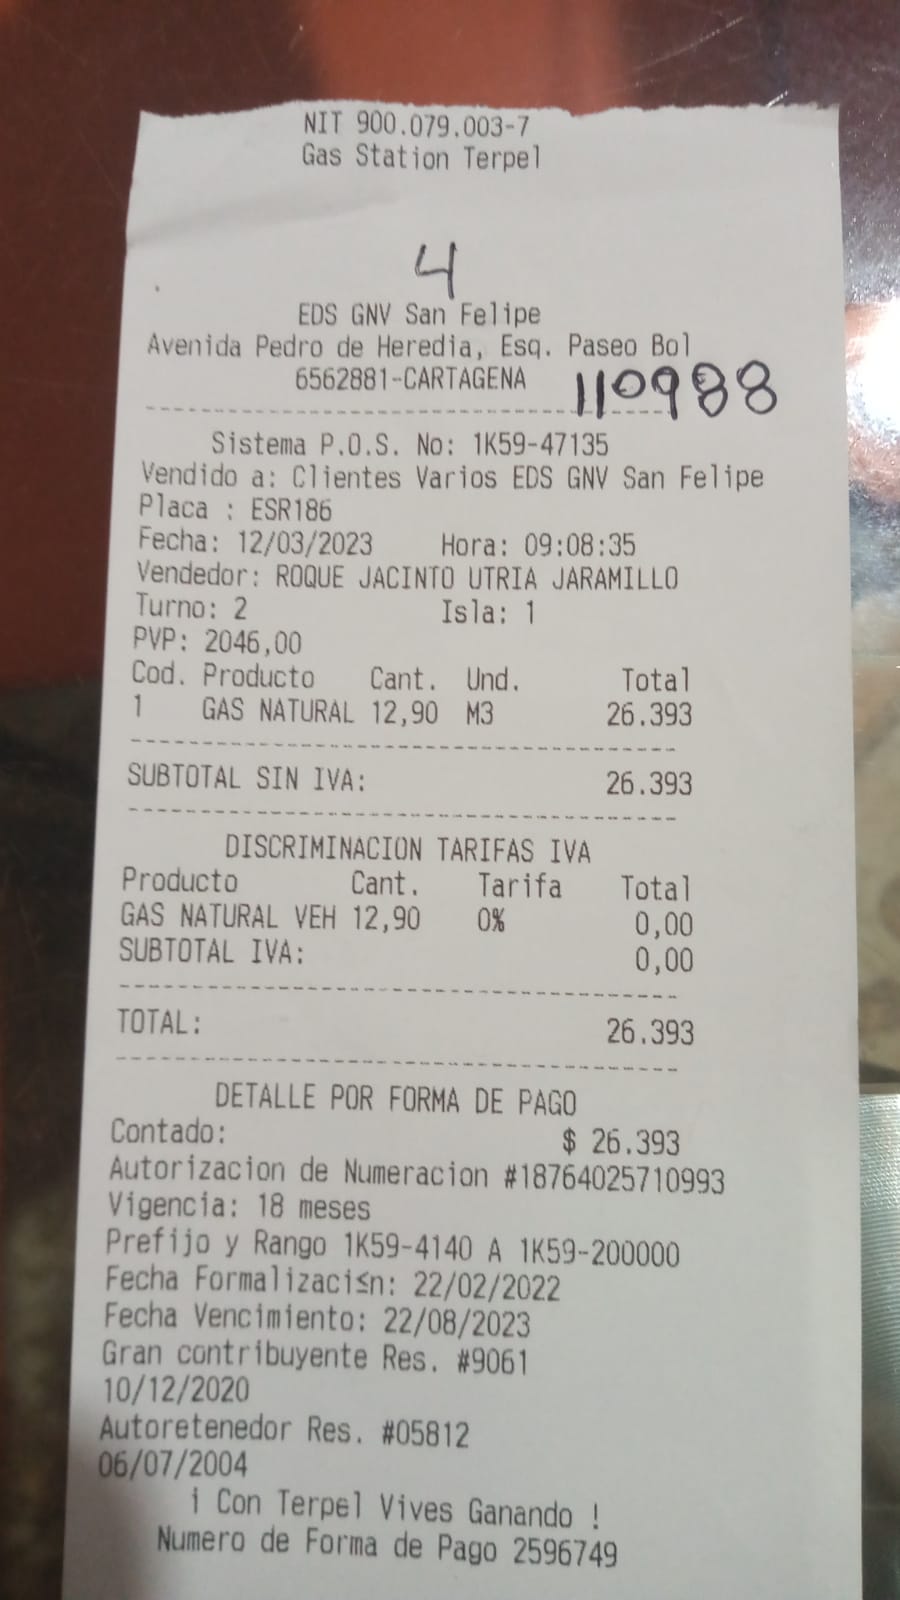 NIT 900.079.003-7
Gas Station Terpel
4
EDS GNV San Felipe
Avenida Pedro de Heredia, Esq. Paseo Bol
6562881-CARTAGENA
110988
Sistema P.O.S. No: 1K59-47135
Vendido a: Clientes Varios EDS GNV San Felipe
Placa : ESR186
Fecha: 12/03/2023 Hora: 09:08:35
Vendedor: ROQUE JACINTO UTRIA JARAMILLO
Turno: 2 Isla: 1
PVP: 2046,00
Cod. Producto Cant. Und. Total
1 GAS NATURAL 12,90 M3 26.393
SUBTOTAL SIN IVA: 26.393
DISCRIMINACION TARIFAS IVA
Producto Cant. Tarifa Total
GAS NATURAL VEH 12,90 0% 0,00
SUBTOTAL IVA: 0,00
TOTAL: 26.393
DETALLE POR FORMA DE PAGO
Contado: $ 26.393
Autorizacion de Numeracion #18764025710993
Vigencia: 18 meses
Prefijo y Rango 1K59-4140 A 1K59-200000
Fecha Formalizaci≤n: 22/02/2022
Fecha Vencimiento: 22/08/2023
Gran contribuyente Res. #9061
10/12/2020
Autoretenedor Res. #05812
06/07/2004
¡ Con Terpel Vives Ganando !
Numero de Forma de Pago 2596749